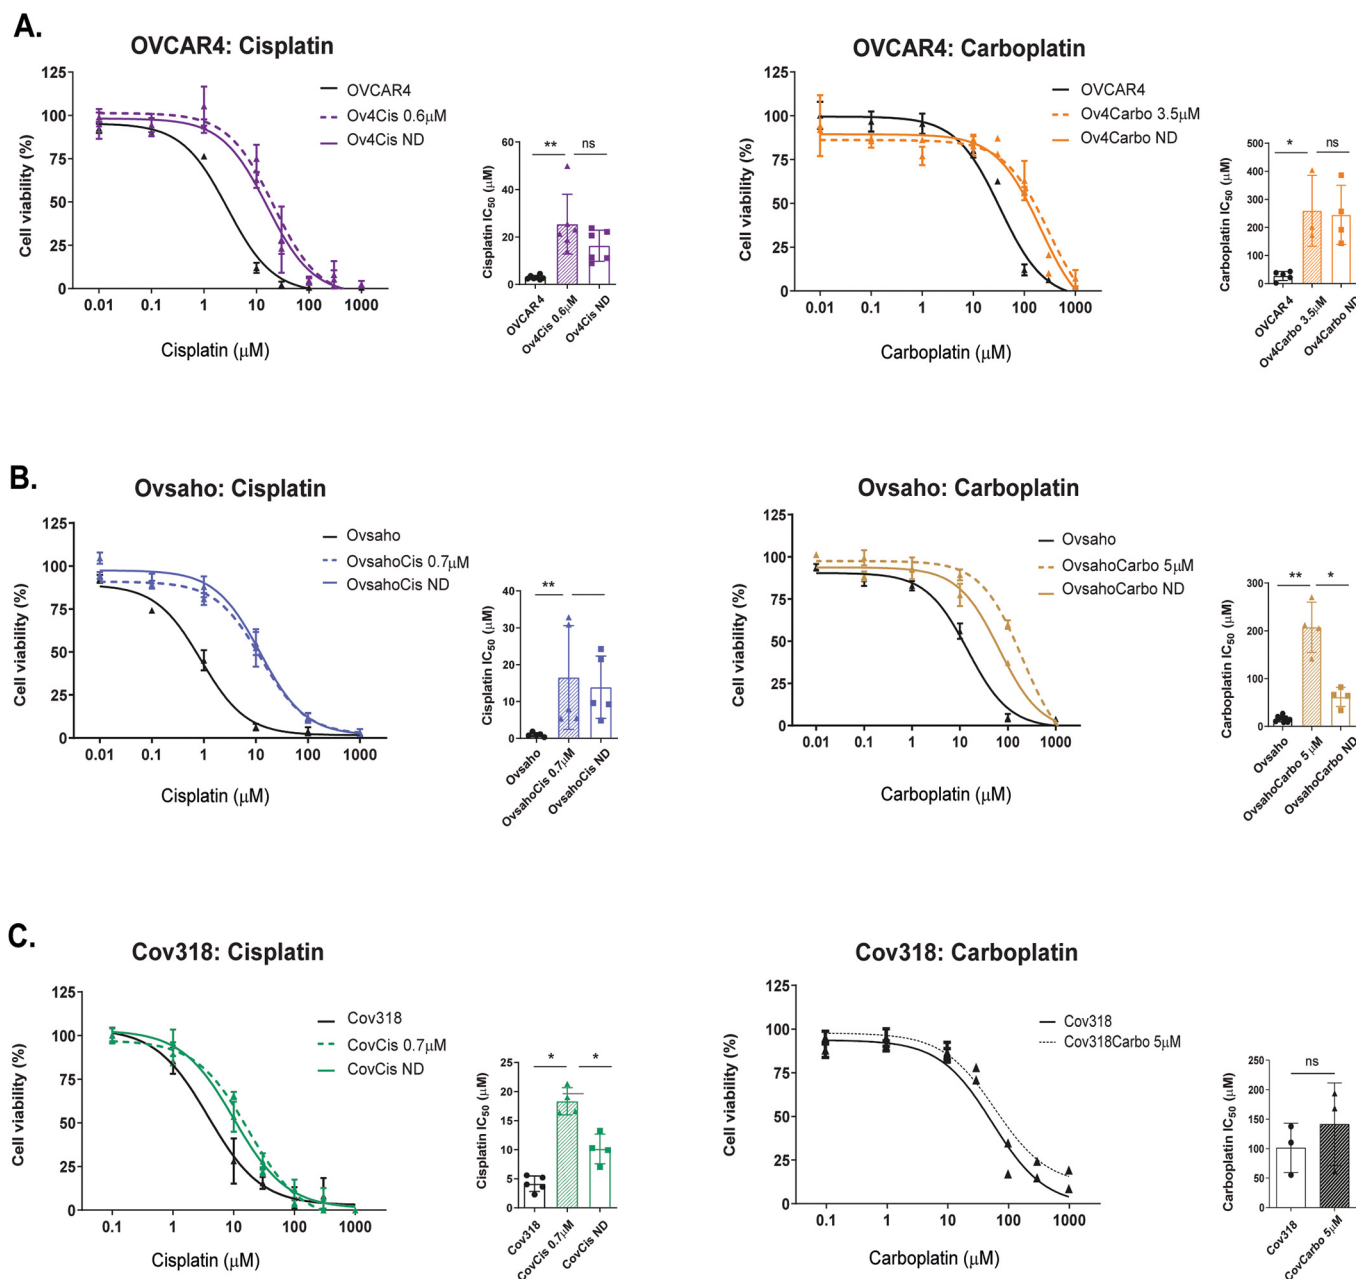 A.
OVCAR4: Cisplatin
Cell viability (%)
125
100
75
50
25
0
0.01 0.1 1 10 100 1000
Cisplatin (μM)
OVCAR4
Ov4Cis 0.6μM
Ov4Cis ND
Cisplatin IC50 (μM)
60
40
20
0
** ns
OVCAR4
Ov4Cis 0.6μM
Ov4Cis ND
OVCAR4: Carboplatin
Cell viability (%)
125
100
75
50
25
0
0.01 0.1 1 10 100 1000
Carboplatin (μM)
OVCAR4
Ov4Carbo 3.5μM
Ov4Carbo ND
Carboplatin IC50 (μM)
500
400
300
200
100
0
* ns
OVCAR4
Ov4Carbo 3.5μM
Ov4Carbo ND
B.
Ovsaho: Cisplatin
Cell viability (%)
125
100
75
50
25
0
0.01 0.1 1 10 100 1000
Cisplatin (μM)
Ovsaho
OvsahoCis 0.7μM
OvsahoCis ND
Cisplatin IC50 (μM)
40
30
20
10
0
**
Ovsaho
OvsahoCis 0.7μM
OvsahoCis ND
Ovsaho: Carboplatin
Cell viability (%)
125
100
75
50
25
0
0.01 0.1 1 10 100 1000
Carboplatin (μM)
Ovsaho
OvsahoCarbo 5μM
OvsahoCarbo ND
Carboplatin IC50 (μM)
300
200
100
0
** *
Ovsaho
OvsahoCarbo 5 μM
OvsahoCarbo ND
C.
Cov318: Cisplatin
Cell viability (%)
125
100
75
50
25
0
0.1 1 10 100 1000
Cisplatin (μM)
Cov318
CovCis 0.7μM
CovCis ND
Cisplatin IC50 (μM)
25
20
15
10
5
0
* *
Cov318
CovCis 0.7μM
CovCis ND
Cov318: Carboplatin
Cell viability (%)
125
100
75
50
25
0
0.1 1 10 100 1000
Carboplatin (μM)
Cov318
Cov318Carbo 5μM
Carboplatin IC50 (μM)
250
200
150
100
50
0
ns
Cov318
CovCarbo 5μM